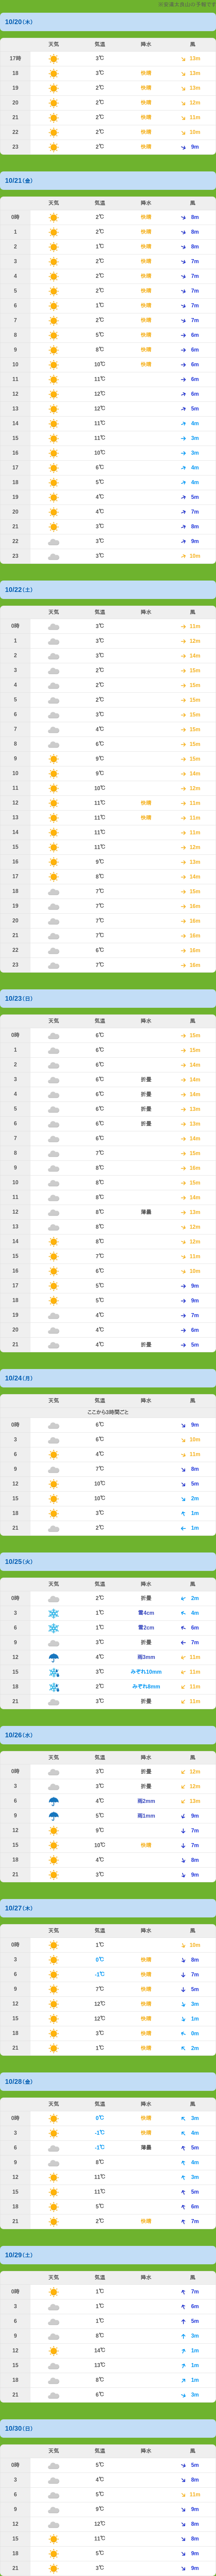 10/20(木)
天気 気温 降水 風
17時 3℃ 13m
18 3℃ 快晴 13m
19 2℃ 快晴 13m
20 2℃ 快晴 12m
21 2℃ 快晴 11m
22 2℃ 快晴 10m
23 2℃ 快晴 9m
10/21(金)
天気 気温 降水 風
0時 2℃ 快晴 8m
1 2℃ 快晴 8m
2 1℃ 快晴 8m
3 2℃ 快晴 7m
4 2℃ 快晴 7m
5 2℃ 快晴 7m
6 1℃ 快晴 7m
7 2℃ 快晴 7m
8 5℃ 快晴 6m
9 8℃ 快晴 6m
10 10℃ 快晴 6m
11 11℃ 6m
12 12℃ 6m
13 12℃ 5m
14 11℃ 4m
15 11℃ 3m
16 10℃ 3m
17 6℃ 4m
18 5℃ 4m
19 4℃ 5m
20 4℃ 7m
21 3℃ 8m
22 3℃ 9m
23 3℃ 10m
10/22(土)
天気 気温 降水 風
0時 3℃ 11m
1 3℃ 12m
2 3℃ 14m
3 2℃ 15m
4 2℃ 15m
5 2℃ 15m
6 3℃ 15m
7 4℃ 15m
8 6℃ 15m
9 9℃ 15m
10 9℃ 14m
11 10℃ 12m
12 11℃ 快晴 11m
13 11℃ 快晴 11m
14 11℃ 11m
15 11℃ 12m
16 9℃ 13m
17 8℃ 14m
18 7℃ 15m
19 7℃ 16m
20 7℃ 16m
21 7℃ 16m
22 6℃ 16m
23 7℃ 16m
10/23(日)
天気 気温 降水 風
0時 6℃ 15m
1 6℃ 15m
2 6℃ 14m
3 6℃ 折曇 14m
4 6℃ 折曇 14m
5 6℃ 折曇 13m
6 6℃ 折曇 13m
7 6℃ 14m
8 7℃ 15m
9 8℃ 16m
10 8℃ 15m
11 8℃ 14m
12 8℃ 薄曇 13m
13 8℃ 12m
14 8℃ 12m
15 7℃ 11m
16 6℃ 10m
17 5℃ 9m
18 5℃ 9m
19 4℃ 7m
20 4℃ 6m
21 4℃ 折曇 5m
10/24(月)
天気 気温 降水 風
ここから3時間ごと
0時 6℃ 9m
3 6℃ 10m
6 4℃ 11m
9 7℃ 8m
12 10℃ 5m
15 10℃ 2m
18 3℃ 1m
21 2℃ 1m
10/25(火)
天気 気温 降水 風
0時 2℃ 折曇 2m
3 1℃ 雪4cm 4m
6 1℃ 雪2cm 6m
9 3℃ 折曇 7m
12 4℃ 雨3mm 11m
15 3℃ みぞれ10mm 11m
18 2℃ みぞれ8mm 11m
21 3℃ 折曇 11m
10/26(水)
天気 気温 降水 風
0時 3℃ 折曇 12m
3 3℃ 折曇 12m
6 4℃ 雨2mm 13m
9 5℃ 雨1mm 9m
12 9℃ 7m
15 10℃ 快晴 7m
18 4℃ 8m
21 3℃ 9m
10/27(木)
天気 気温 降水 風
0時 1℃ 10m
3 0℃ 快晴 8m
6 -1℃ 快晴 7m
9 7℃ 快晴 5m
12 12℃ 快晴 3m
15 12℃ 快晴 1m
18 3℃ 快晴 0m
21 1℃ 快晴 2m
10/28(金)
天気 気温 降水 風
0時 0℃ 快晴 3m
3 -1℃ 快晴 4m
6 -1℃ 薄曇 5m
9 8℃ 4m
12 11℃ 3m
15 11℃ 5m
18 5℃ 6m
21 2℃ 快晴 7m
10/29(土)
天気 気温 降水 風
0時 1℃ 7m
3 1℃ 6m
6 1℃ 5m
9 8℃ 3m
12 14℃ 1m
15 13℃ 1m
18 8℃ 1m
21 6℃ 3m
10/30(日)
天気 気温 降水 風
0時 5℃ 5m
3 4℃ 8m
6 5℃ 11m
9 9℃ 9m
12 12℃ 8m
15 11℃ 8m
18 5℃ 9m
21 3℃ 9m